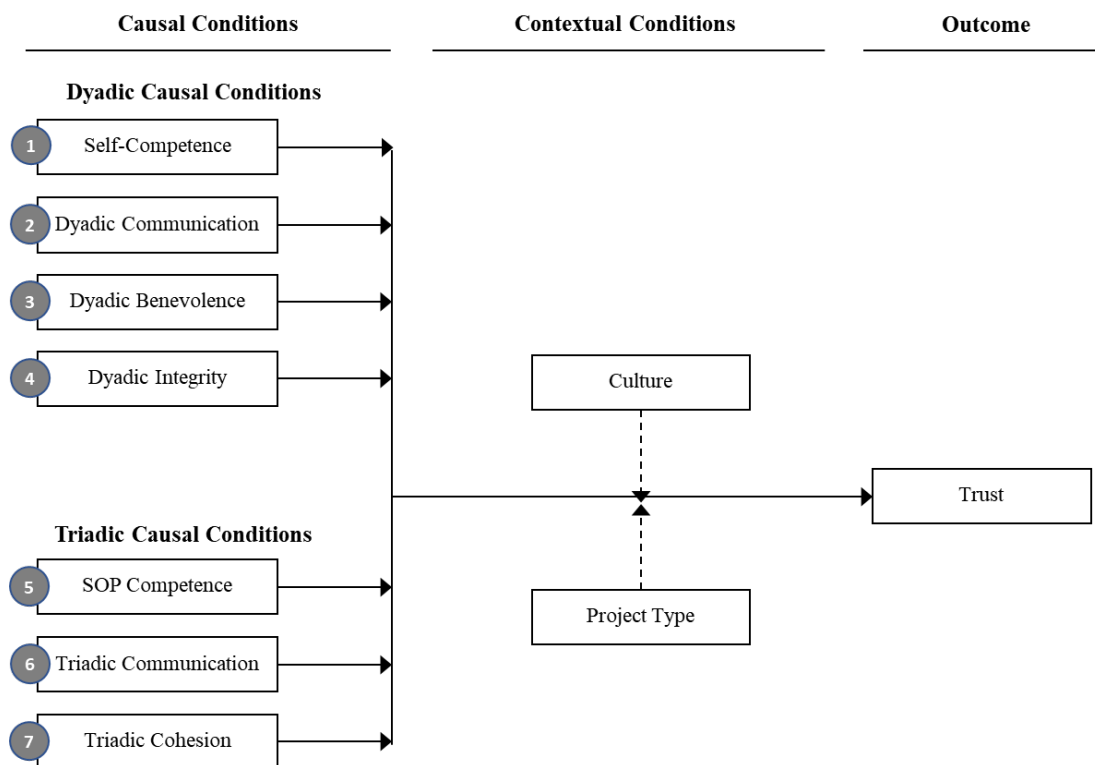 Causal Conditions
Contextual Conditions
Outcome
Dyadic Causal Conditions
1 Self-Competence
2 Dyadic Communication
3 Dyadic Benevolence
4 Dyadic Integrity
Culture
Trust
Triadic Causal Conditions
5 SOP Competence
Project Type
6 Triadic Communication
7 Triadic Cohesion